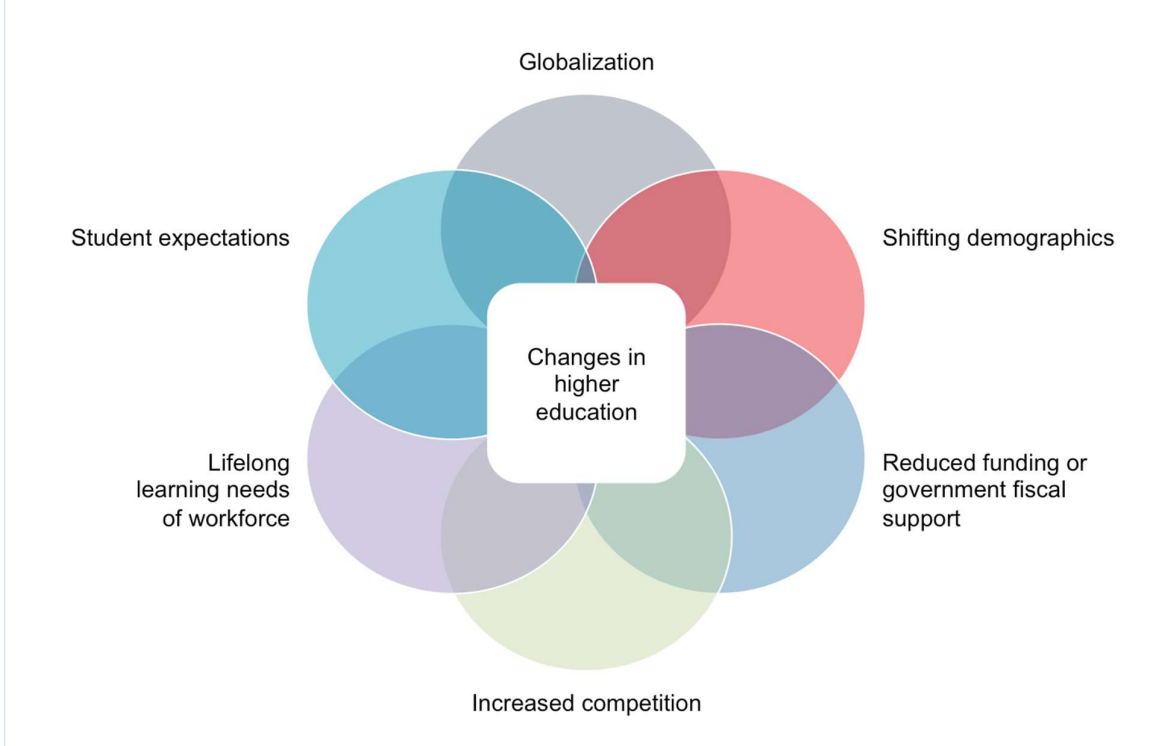 Globalization
Student expectations
Shifting demographics
Changes in
higher
education
Lifelong
learning needs
of workforce
Reduced funding or
government fiscal
support
Increased competition